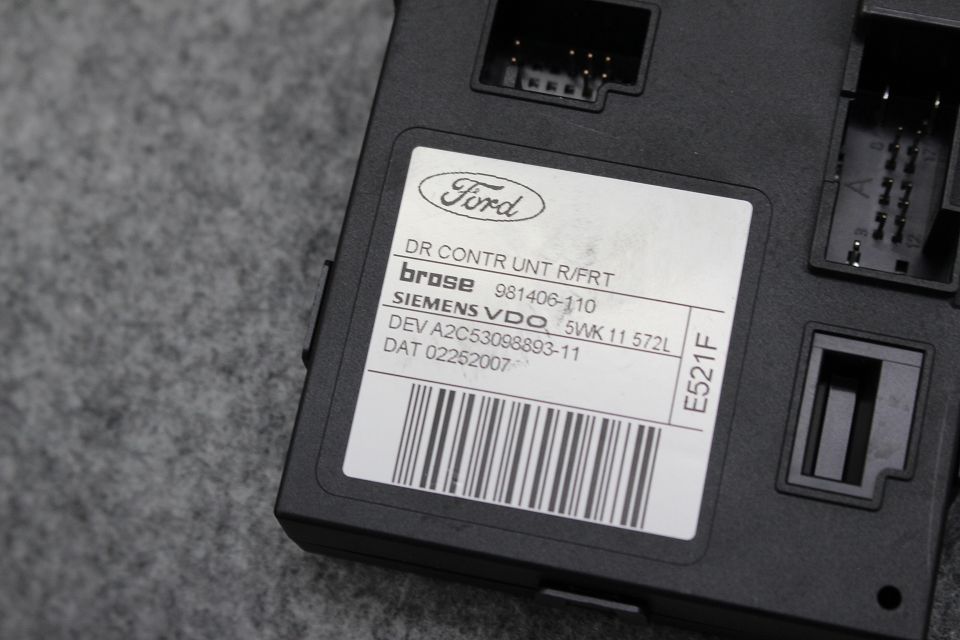 Ford
DR CONTR UNT R/FRT
brose 981406-110
SIEMENS VDO 5WK 11 572L
DEV A2C53098893-11
DAT 02252007
E521F
A
12